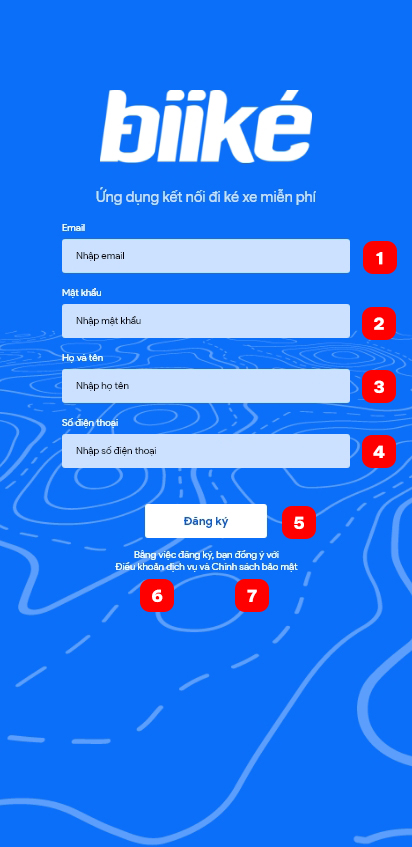 biiké
Ứng dụng kết nối đi ké xe miễn phí
Email
Nhập email
1
Mật khẩu
Nhập mật khẩu
2
Họ và tên
Nhập họ tên
3
Số điện thoại
Nhập số điện thoại
4
Đăng ký
5
Bằng việc đăng ký, bạn đồng ý với
Điều khoản dịch vụ và Chính sách bảo mật
6
7